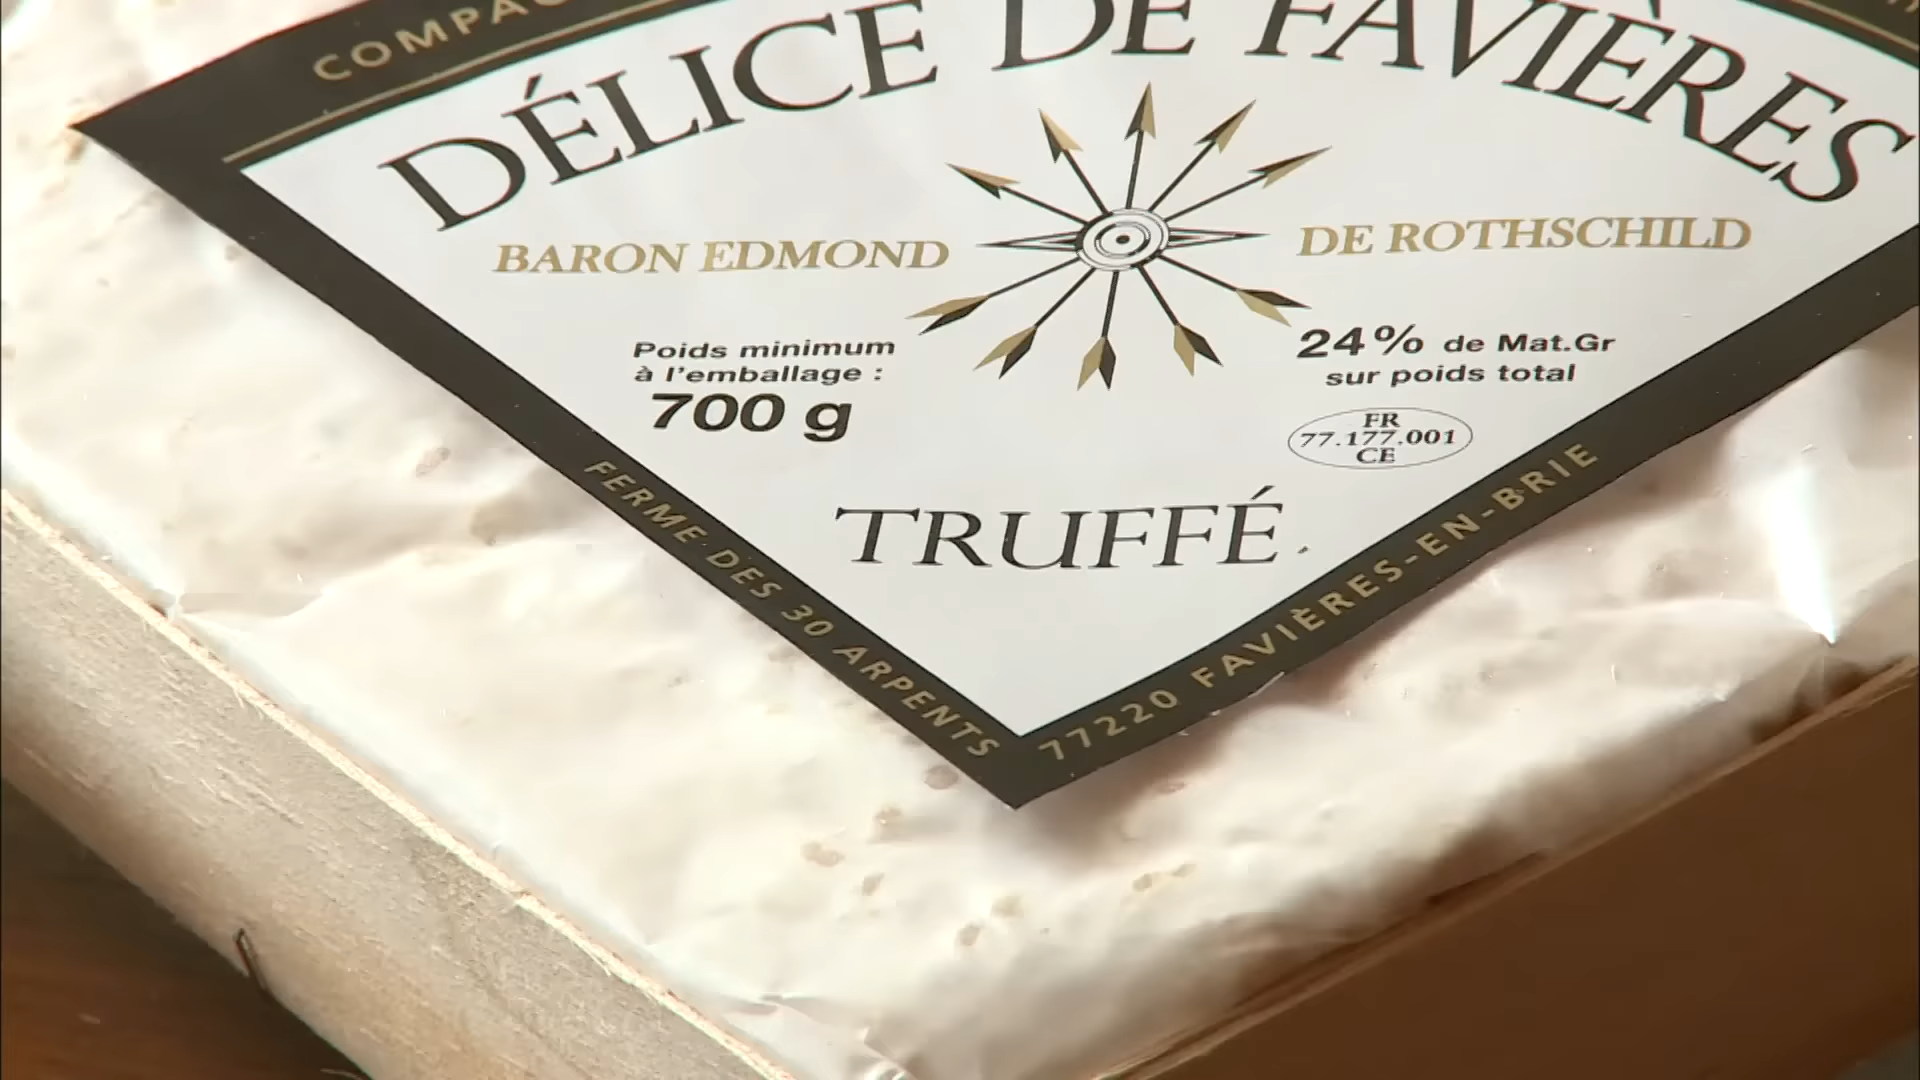 DÉLICE DE FAVIÈRES
BARON EDMOND DE ROTHSCHILD
Poids minimum
à l'emballage :
700 g
24% de Mat.Gr
sur poids total
FR
77.177.001
CE
TRUFFÉ
FERME DES 30 ARPENTS
77220 FAVIÈRES-EN-BRIE